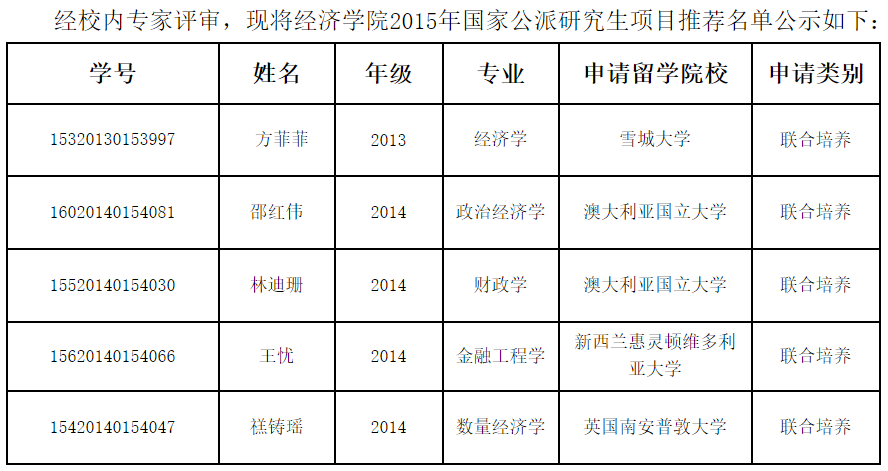 经校内专家评审，现将经济学院2015年国家公派研究生项目推荐名单公示如下：
学号 姓名 年级 专业 申请留学院校 申请类别
15320130153997 方菲菲 2013 经济学 雪城大学 联合培养
16020140154081 邵红伟 2014 政治经济学 澳大利亚国立大学 联合培养
15520140154030 林迪珊 2014 财政学 澳大利亚国立大学 联合培养
15620140154066 王忧 2014 金融工程学 新西兰惠灵顿维多利 联合培养
亚大学
15420140154047 禚铸瑶 2014 数量经济学 英国南安普敦大学 联合培养